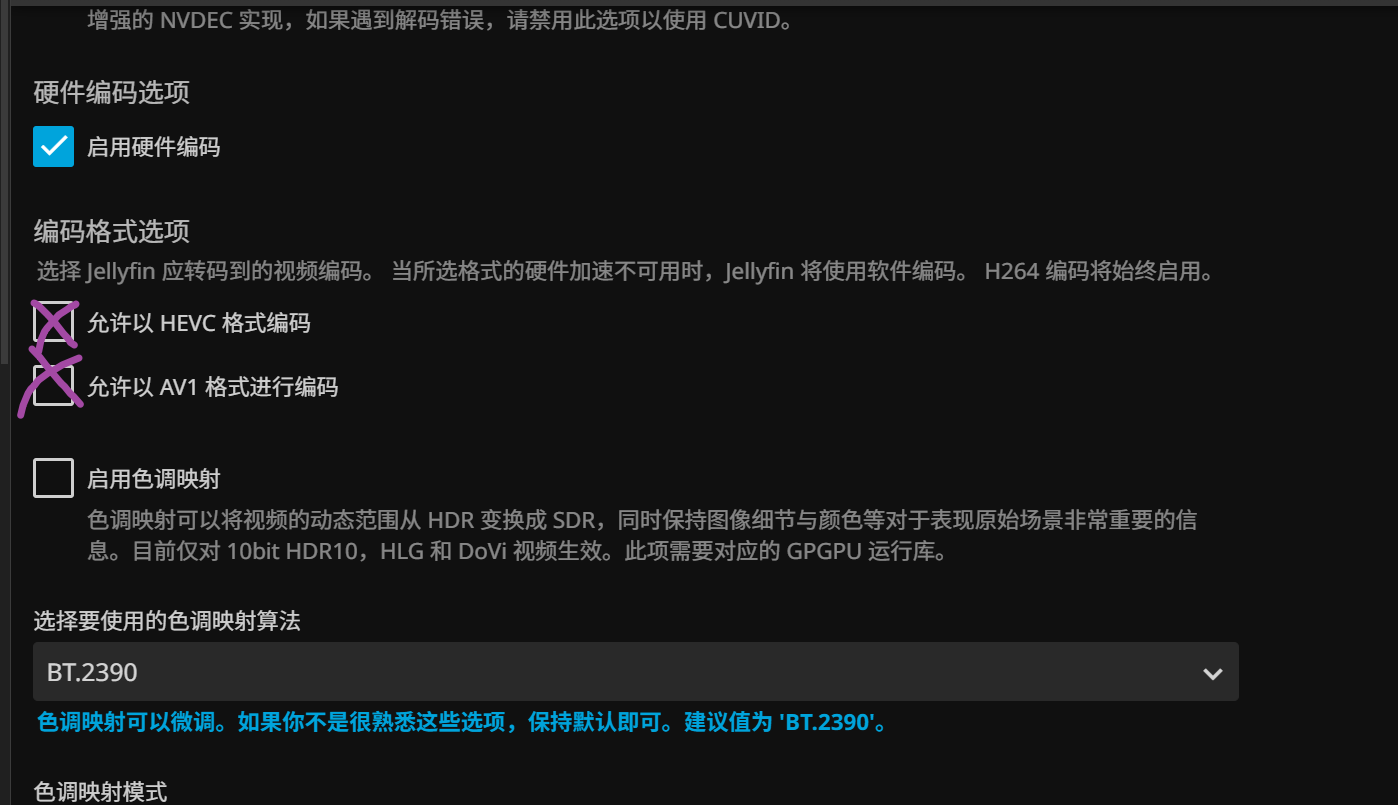 增强的 NVDEC 实现，如果遇到解码错误，请禁用此选项以使用 CUVID。
硬件编码选项
启用硬件编码
编码格式选项
选择 Jellyfin 应转码到的视频编码。 当所选格式的硬件加速不可用时，Jellyfin 将使用软件编码。 H264 编码将始终启用。
允许以 HEVC 格式编码
允许以 AV1 格式进行编码
启用色调映射
色调映射可以将视频的动态范围从 HDR 变换成 SDR，同时保持图像细节与颜色等对于表现原始场景非常重要的信
息。目前仅对 10bit HDR10，HLG 和 DoVi 视频生效。此项需要对应的 GPGPU 运行库。
选择要使用的色调映射算法
BT.2390
色调映射可以微调。如果你不是很熟悉这些选项，保持默认即可。建议值为 'BT.2390'。
色调映射模式